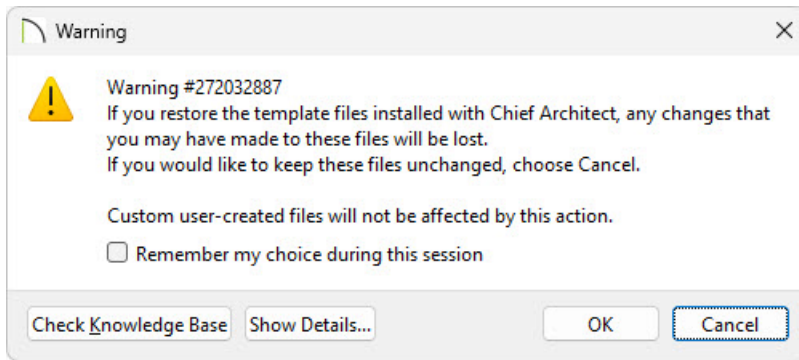 Warning
Warning #272032887
If you restore the template files installed with Chief Architect, any changes that
you may have made to these files will be lost.
If you would like to keep these files unchanged, choose Cancel.
Custom user-created files will not be affected by this action.
Remember my choice during this session
Check Knowledge Base Show Details... OK Cancel